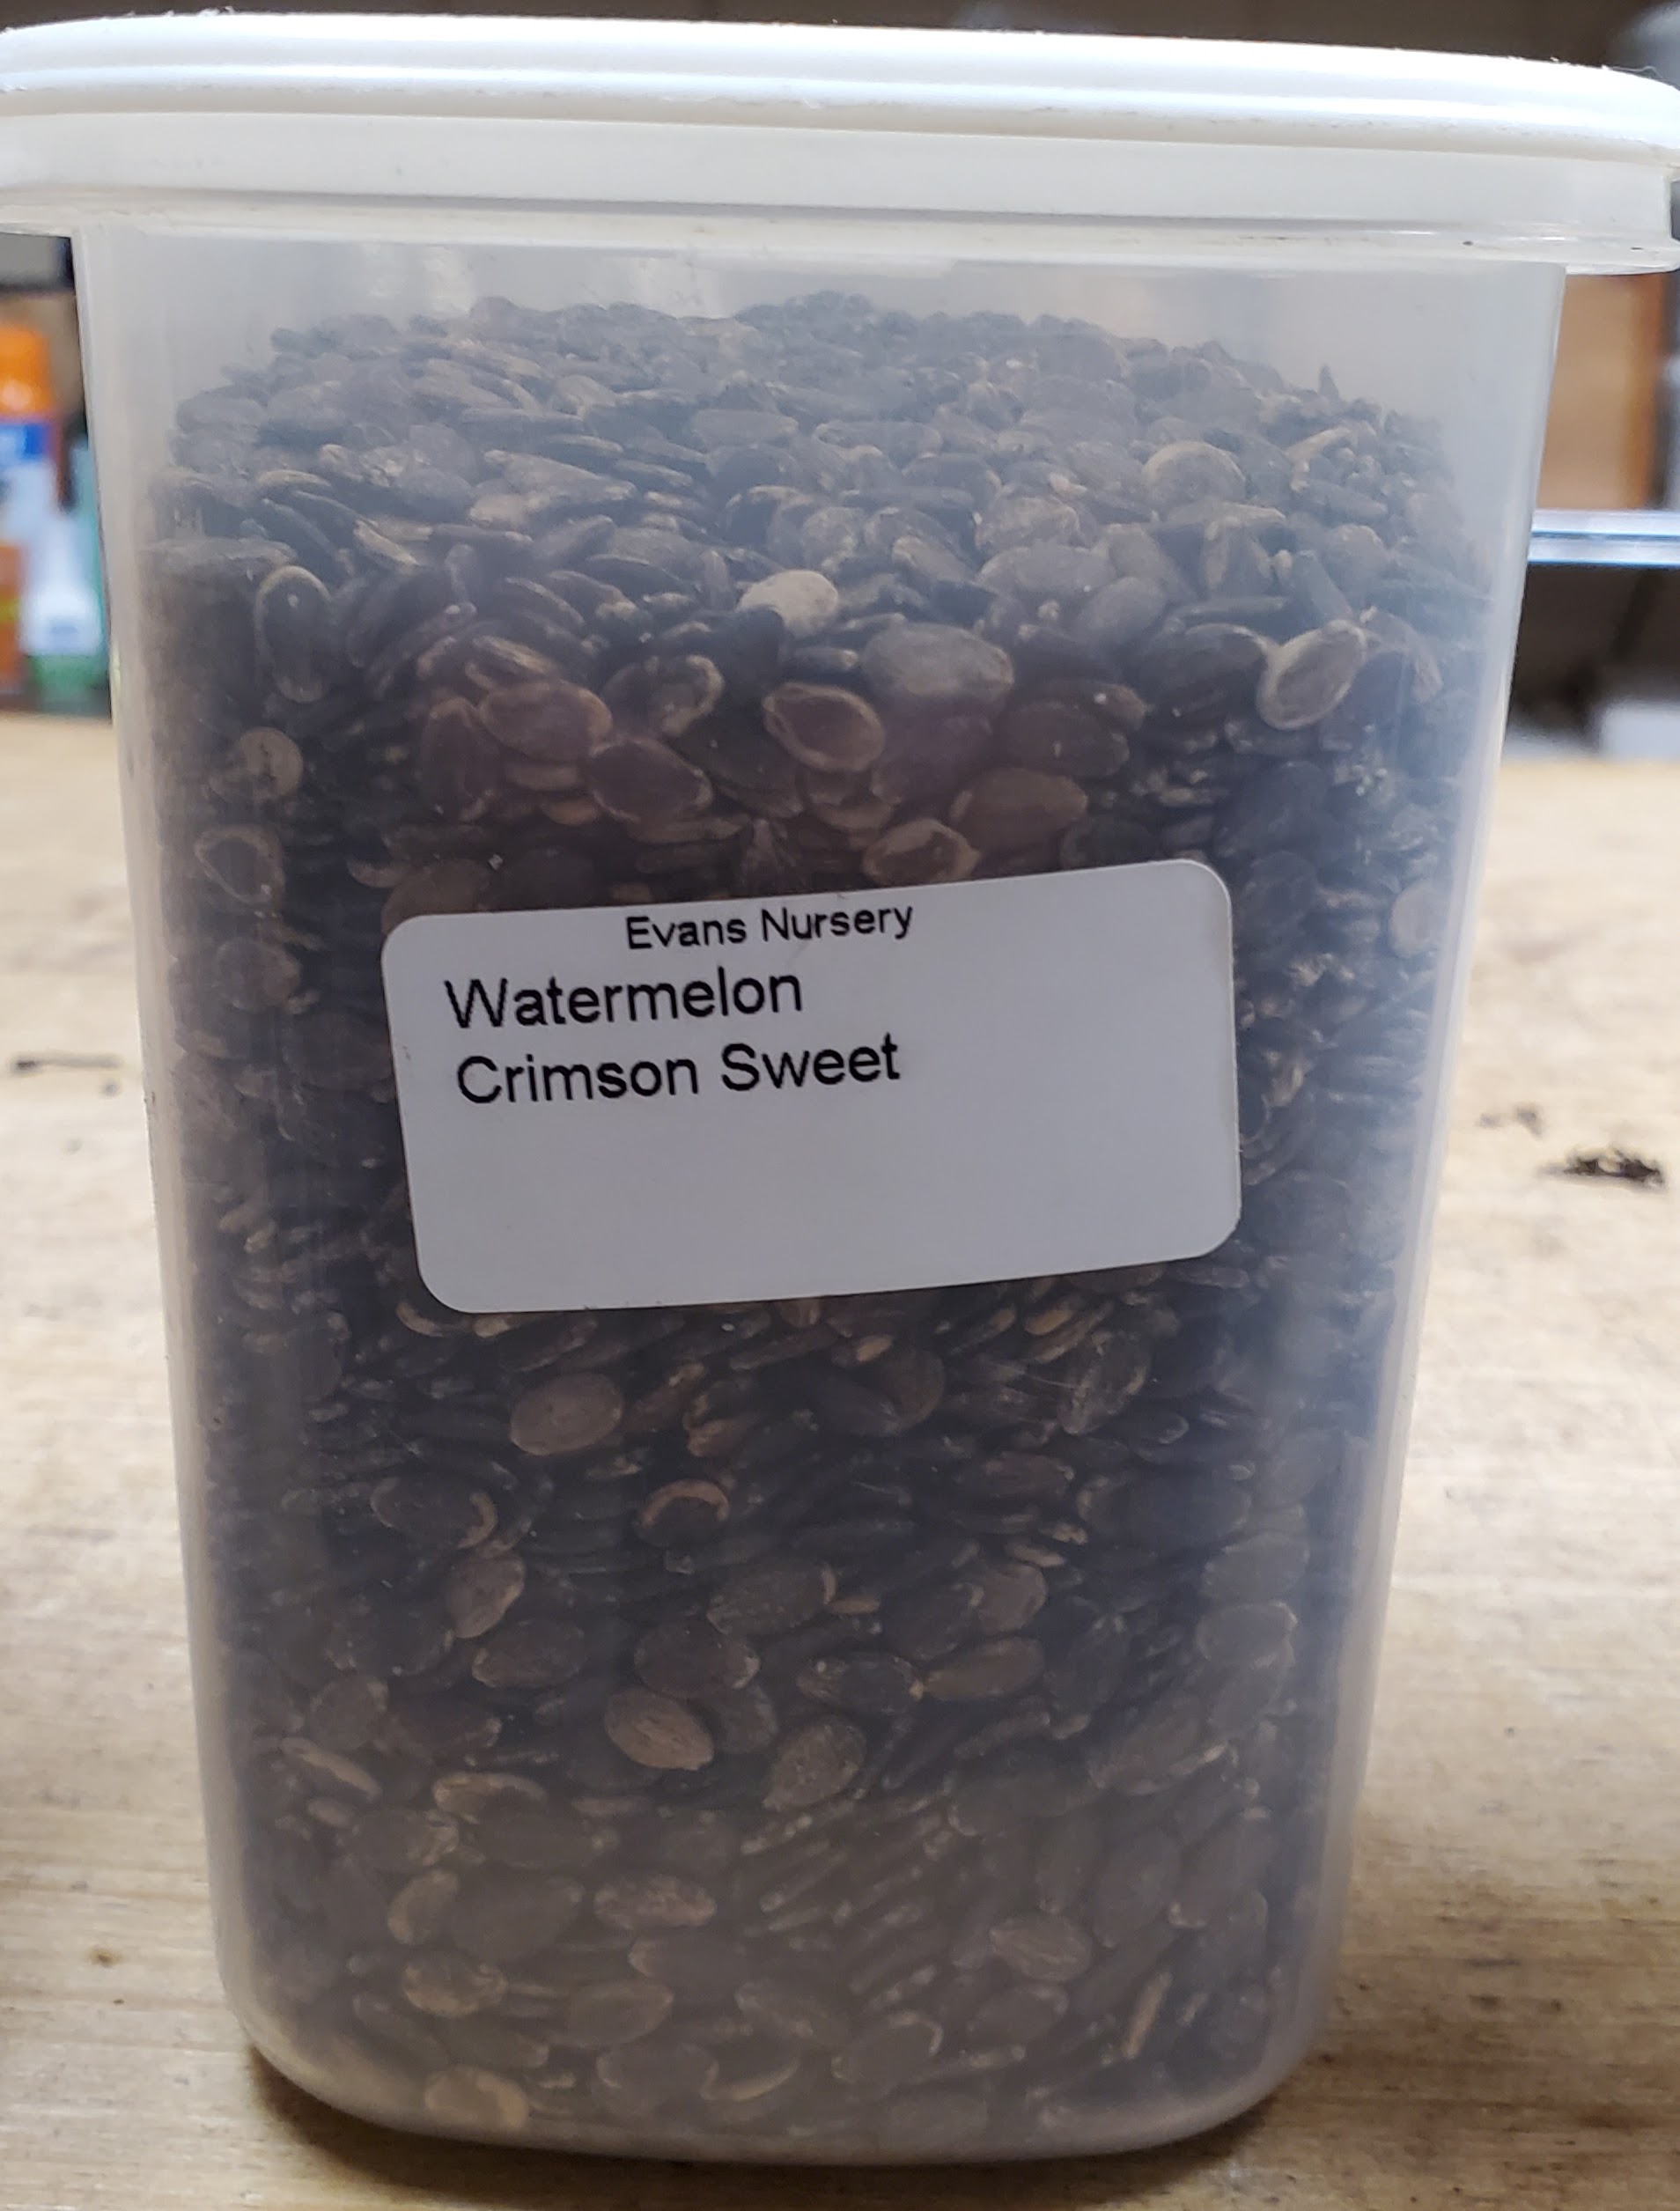 Evans Nursery
Watermelon
Crimson Sweet